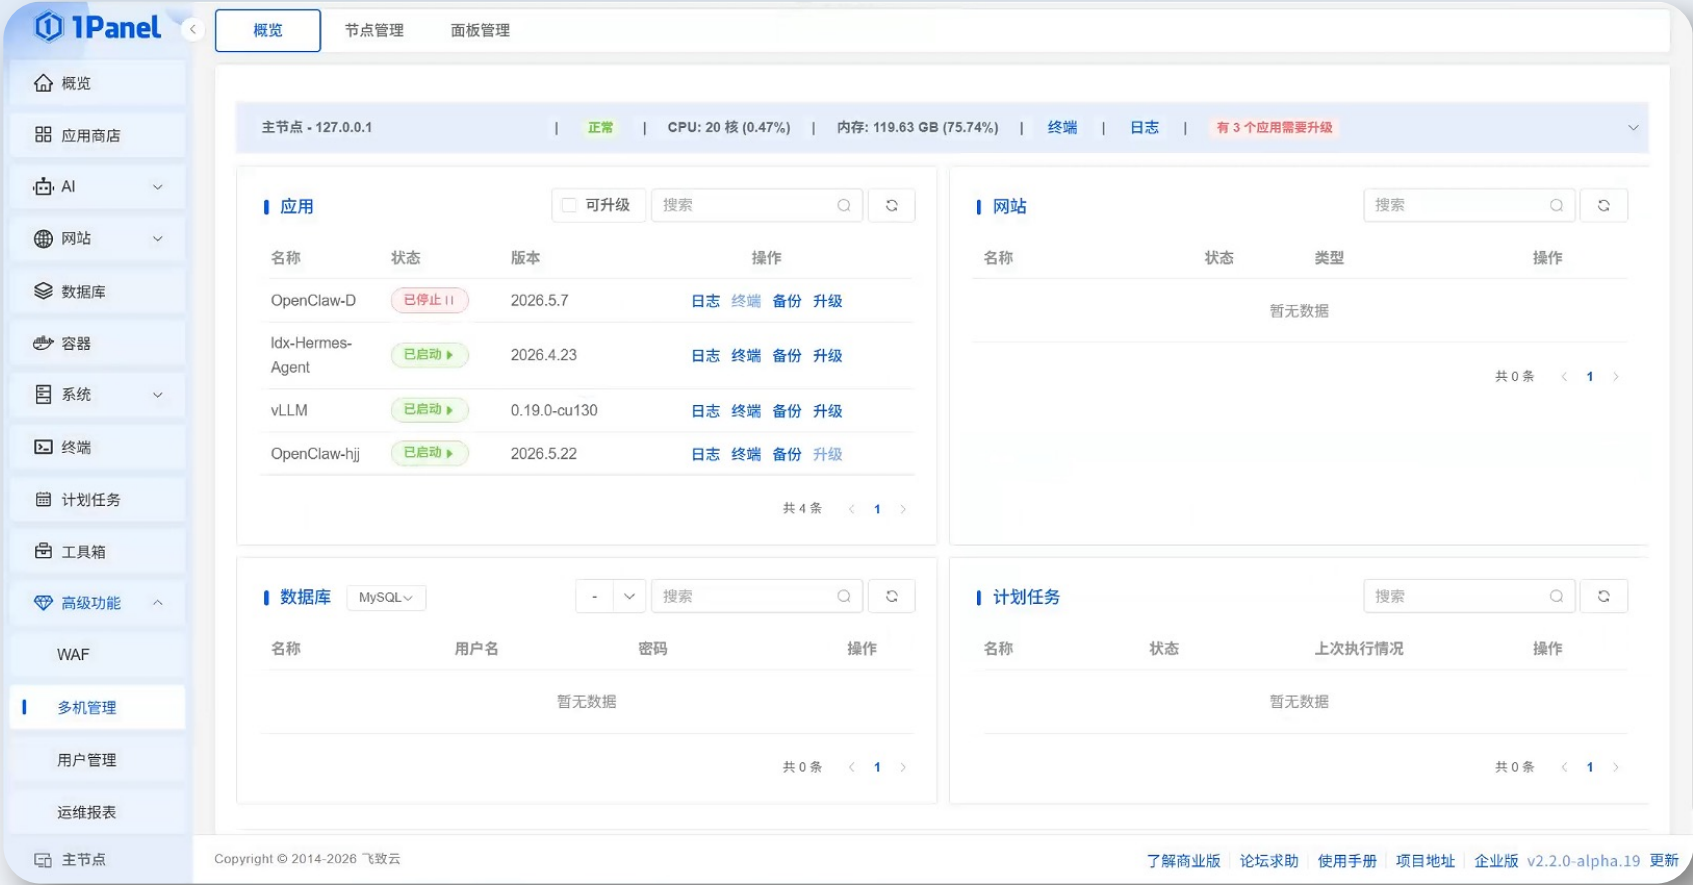 1Panel
概览 节点管理 面板管理
概览
应用商店
AI
网站
数据库
容器
系统
终端
计划任务
工具箱
高级功能
WAF
多机管理
用户管理
运维报表
主节点
主节点 - 127.0.0.1 | 正常 | CPU: 20 核 (0.47%) | 内存: 119.63 GB (75.74%) | 终端 | 日志 | 有 3 个应用需要升级
应用 可升级 搜索
名称 状态 版本 操作
OpenClaw-D 已停止 2026.5.7 日志 终端 备份 升级
ldx-Hermes-
Agent 已启动 2026.4.23 日志 终端 备份 升级
vLLM 已启动 0.19.0-cu130 日志 终端 备份 升级
OpenClaw-hjj 已启动 2026.5.22 日志 终端 备份 升级
共 4 条 1
网站 搜索
名称 状态 类型 操作
暂无数据
共 0 条 1
数据库 MySQL - 搜索
名称 用户名 密码 操作
暂无数据
共 0 条 1
计划任务 搜索
名称 状态 上次执行情况 操作
暂无数据
共 0 条 1
Copyright © 2014-2026 飞致云
了解商业版 论坛求助 使用手册 项目地址 企业版 v2.2.0-alpha.19 更新